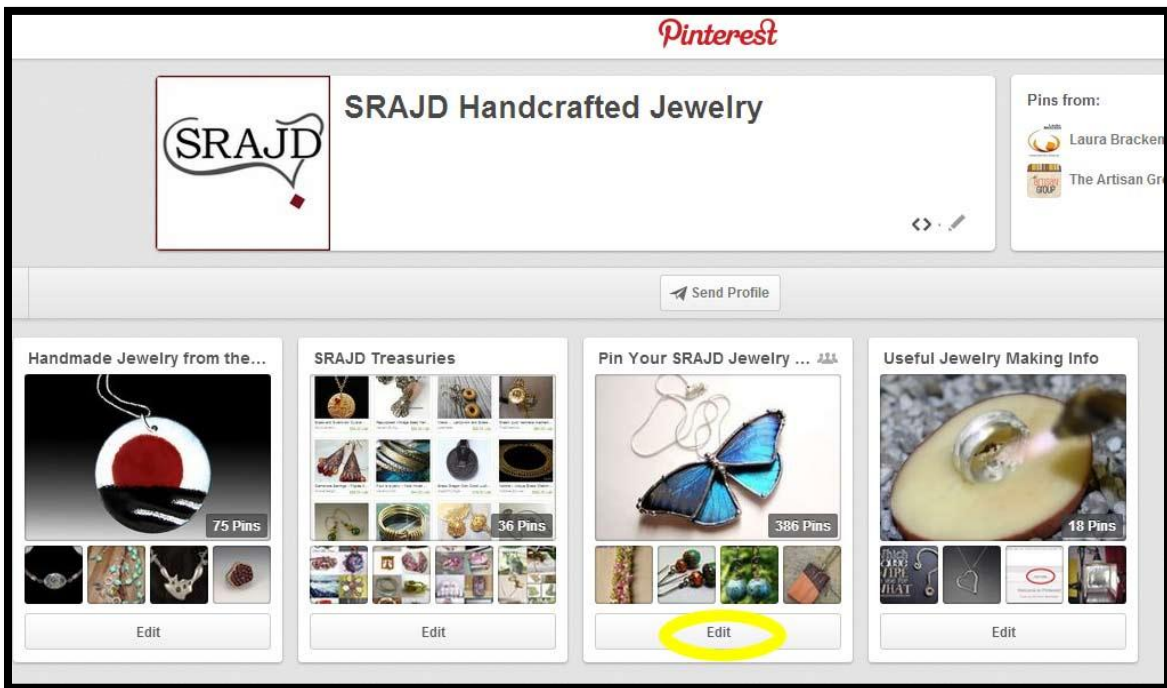 Pinterest
SRAJD
SRAJD Handcrafted Jewelry
Pins from:
Laura Bracken
The Artisan Gr
Send Profile
Handmade Jewelry from the...
75 Pins
Edit
SRAJD Treasuries
36 Pins
Edit
Pin Your SRAJD Jewelry ...
386 Pins
Edit
Useful Jewelry Making Info
18 Pins
Edit